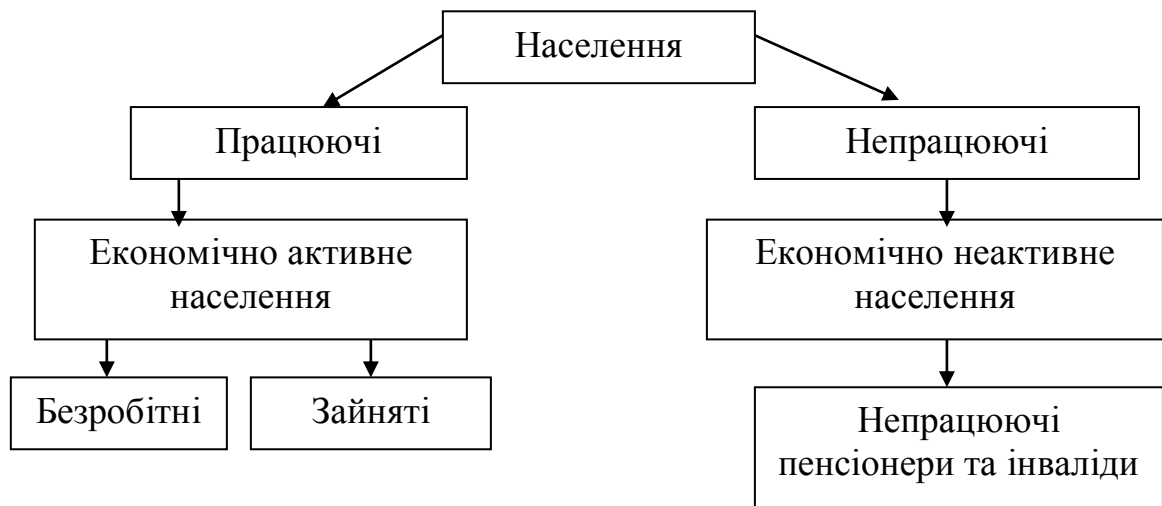 Населення
Працюючі
Непрацюючі
Економічно активне
населення
Економічно неактивне
населення
Безробітні
Зайняті
Непрацюючі
пенсіонери та інваліди